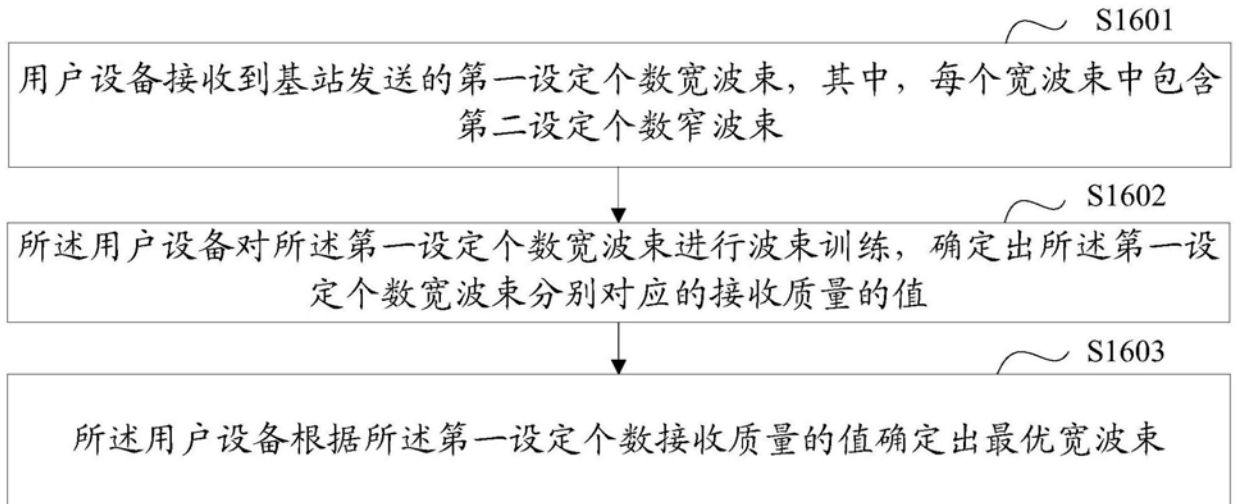 S1601
用户设备接收到基站发送的第一设定个数宽波束，其中，每个宽波束中包含
第二设定个数窄波束
S1602
所述用户设备对所述第一设定个数宽波束进行波束训练，确定出所述第一设
定个数宽波束分别对应的接收质量的值
S1603
所述用户设备根据所述第一设定个数接收质量的值确定出最优宽波束